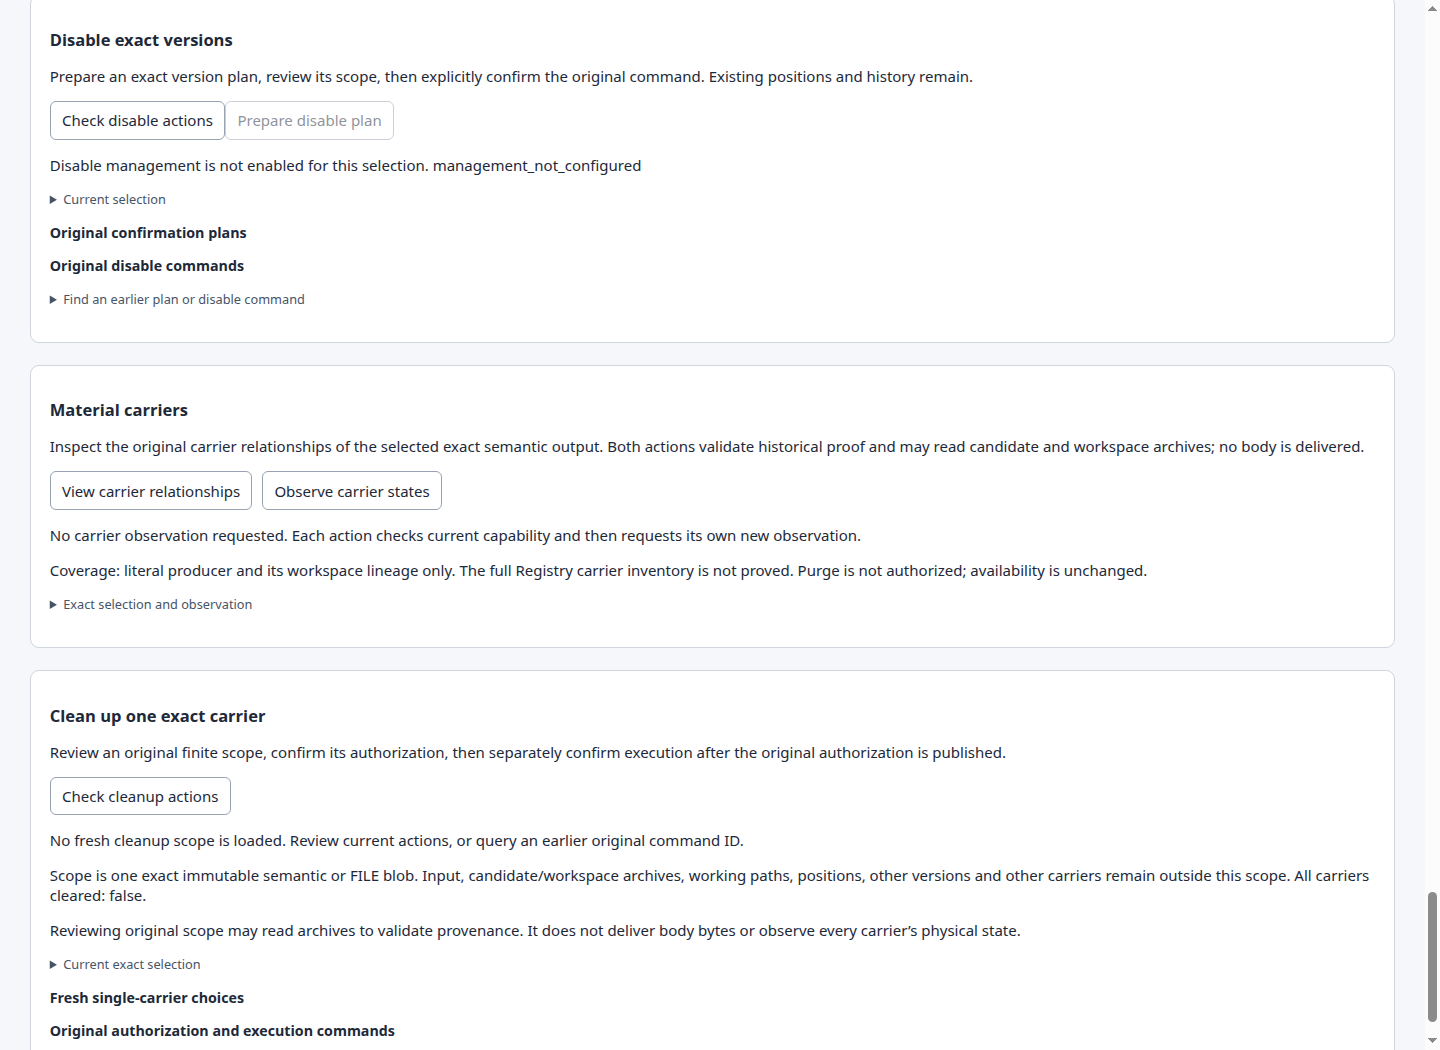 Disable exact versions
Prepare an exact version plan, review its scope, then explicitly confirm the original command. Existing positions and history remain.
Check disable actions
Prepare disable plan
Disable management is not enabled for this selection. management_not_configured
Current selection
Original confirmation plans
Original disable commands
Find an earlier plan or disable command
Material carriers
Inspect the original carrier relationships of the selected exact semantic output. Both actions validate historical proof and may read candidate and workspace archives; no body is delivered.
View carrier relationships
Observe carrier states
No carrier observation requested. Each action checks current capability and then requests its own new observation.
Coverage: literal producer and its workspace lineage only. The full Registry carrier inventory is not proved. Purge is not authorized; availability is unchanged.
Exact selection and observation
Clean up one exact carrier
Review an original finite scope, confirm its authorization, then separately confirm execution after the original authorization is published.
Check cleanup actions
No fresh cleanup scope is loaded. Review current actions, or query an earlier original command ID.
Scope is one exact immutable semantic or FILE blob. Input, candidate/workspace archives, working paths, positions, other versions and other carriers remain outside this scope. All carriers
cleared: false.
Reviewing original scope may read archives to validate provenance. It does not deliver body bytes or observe every carrier’s physical state.
Current exact selection
Fresh single-carrier choices
Original authorization and execution commands